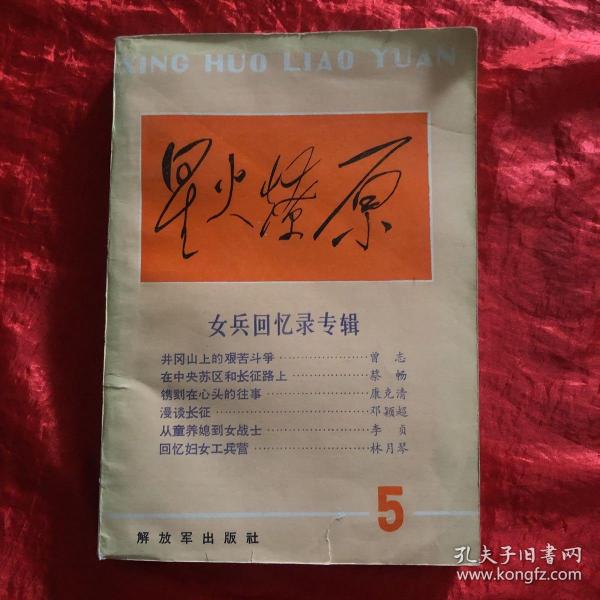 XING HUO LIAO YUAN
星火燎原
女兵回忆录专辑
井冈山上的艰苦斗争…………………曾 志
在中央苏区和长征路上………………蔡 畅
镌刻在心头的往事……………………康克清
漫谈长征………………………………邓颖超
从童养媳到女战士……………………李 贞
回忆妇女工兵营………………………林月琴
5
解放军出版社
孔夫子旧书网
www.kongfz.com